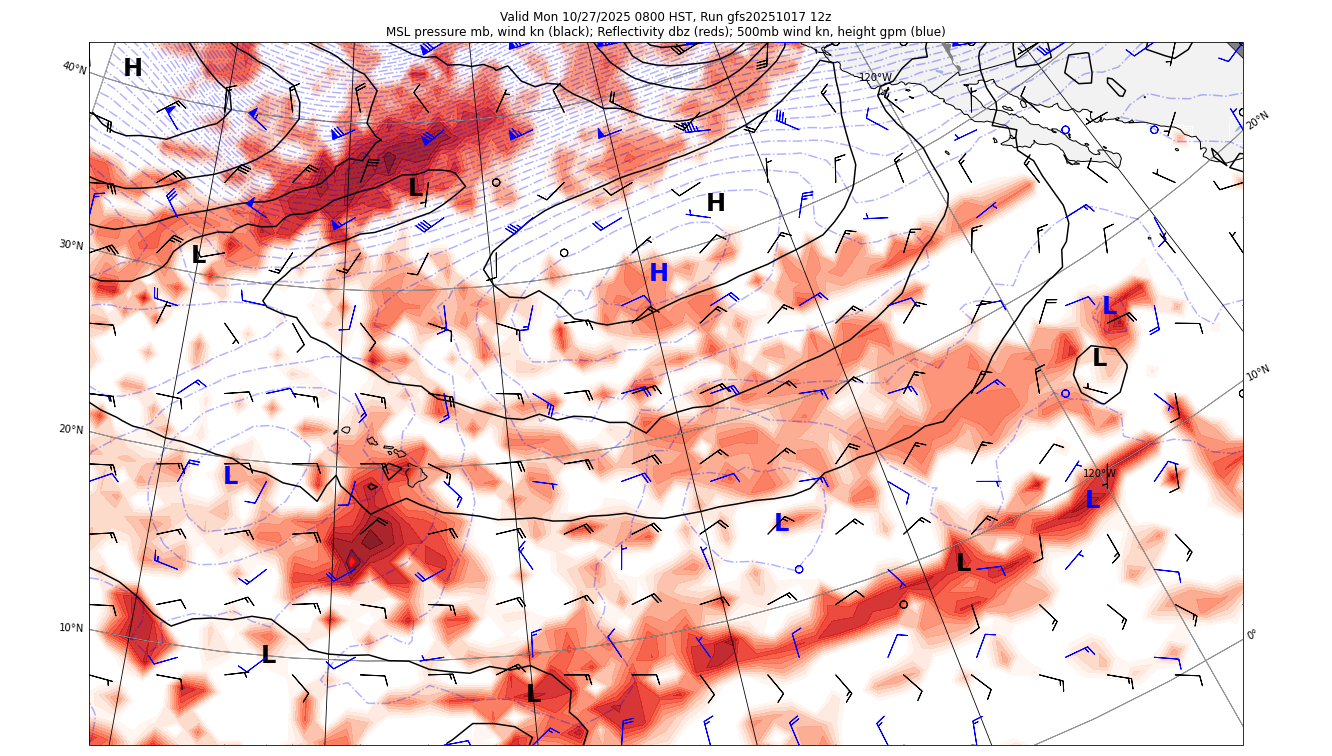 Valid Mon 10/27/2025 0800 HST, Run gfs20251017 12z
MSL pressure mb, wind kn (black); Reflectivity dbz (reds); 500mb wind kn, height gpm (blue)
40°N
H
120°W
20°N
L
H
30°N
L
H
L
L
10°N
20°N
L
120°W
L
L
L
10°N
0°
L
L